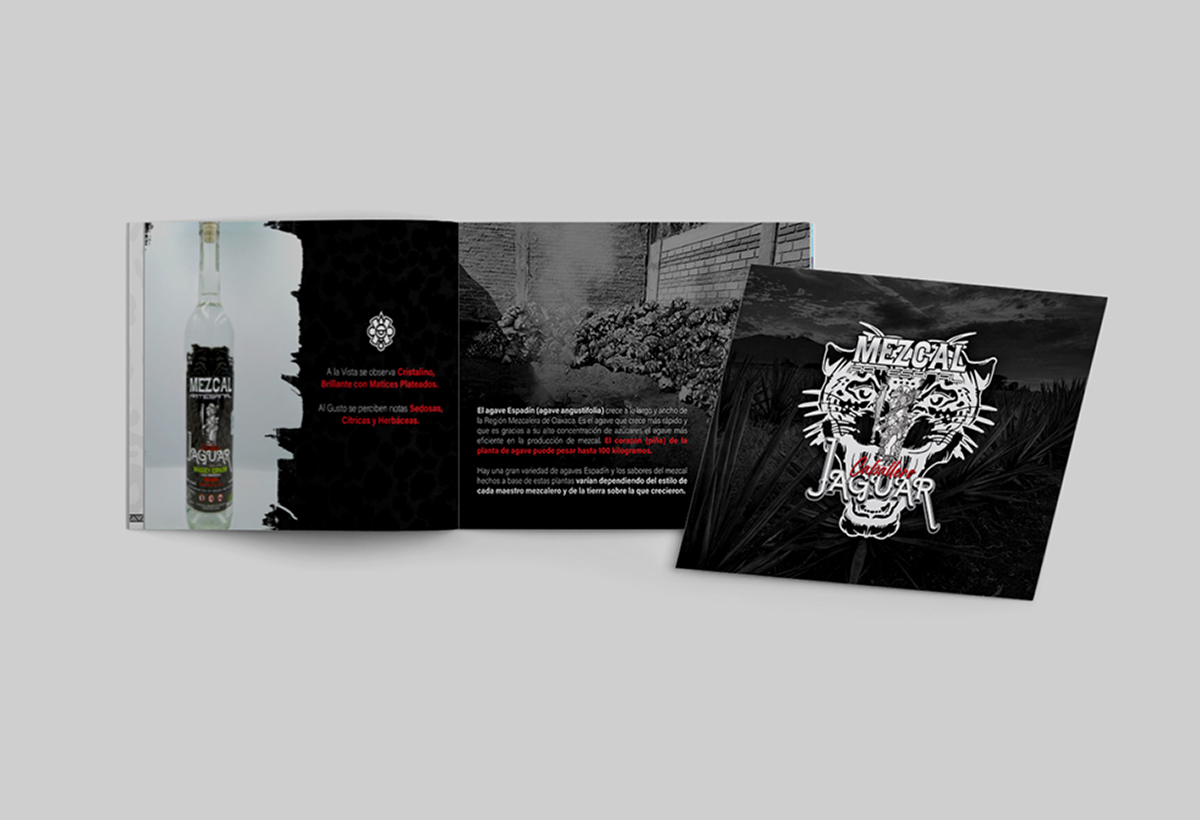 MEZCAL
ARTESANAL
JAGUAR
MAGUEY ESPADÍN
A la Vista se observa Cristalino,
Brillante con Matices Plateados.
Al Gusto se perciben notas Sedosas,
Cítricas y Herbáceas.
El agave Espadín (agave angustifolia) crece a lo largo y ancho de
la Región Mezcalera de Oaxaca. Es el agave que crece más rápido y
que es gracias a su alto concentración de azúcares el agave más
eficiente en la producción de mezcal. El corazón (piña) de la
planta de agave puede pesar hasta 100 kilogramos.
Hay una gran variedad de agaves Espadín y los sabores del mezcal
hechos a base de estas plantas varían dependiendo del estilo de
cada maestro mezcalero y de la tierra sobre la que crecieron.
MEZCAL
Caballero
JAGUAR